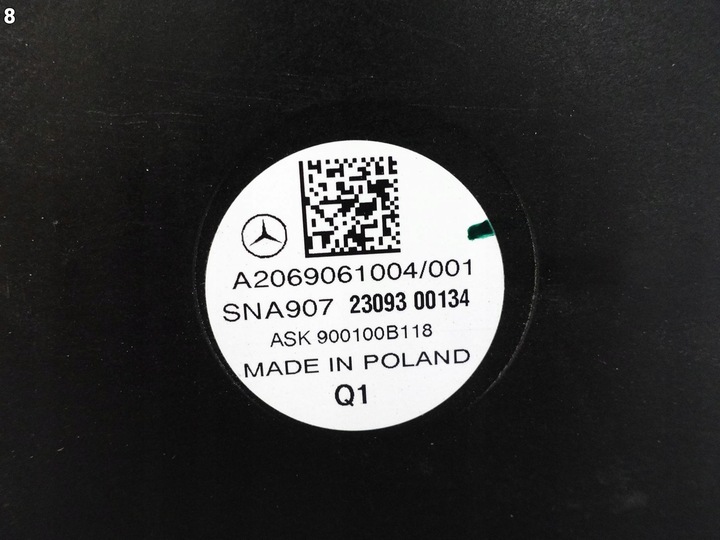 8
A2069061004/001
SNA907 23093 00134
ASK 900100B118
MADE IN POLAND
Q1